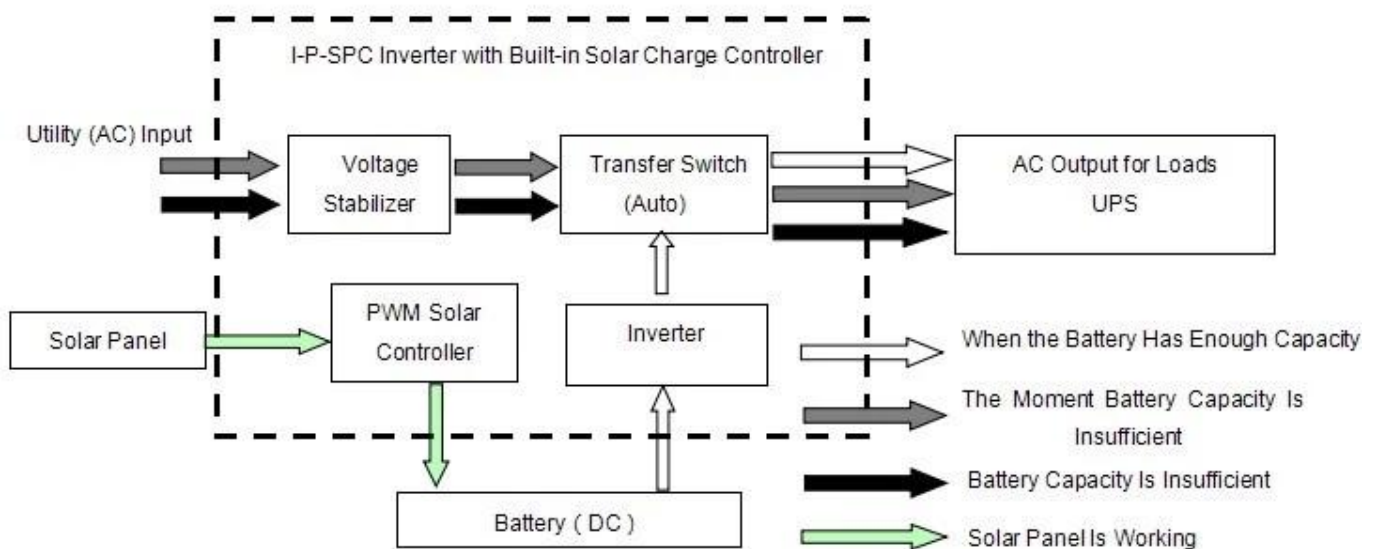 I-P-SPC Inverter with Built-in Solar Charge Controller
Utility (AC) Input
Voltage
Stabilizer
Transfer Switch
(Auto)
AC Output for Loads
UPS
Solar Panel
PWM Solar
Controller
Inverter
Battery ( DC )
When the Battery Has Enough Capacity
The Moment Battery Capacity Is
Insufficient
Battery Capacity Is Insufficient
Solar Panel Is Working